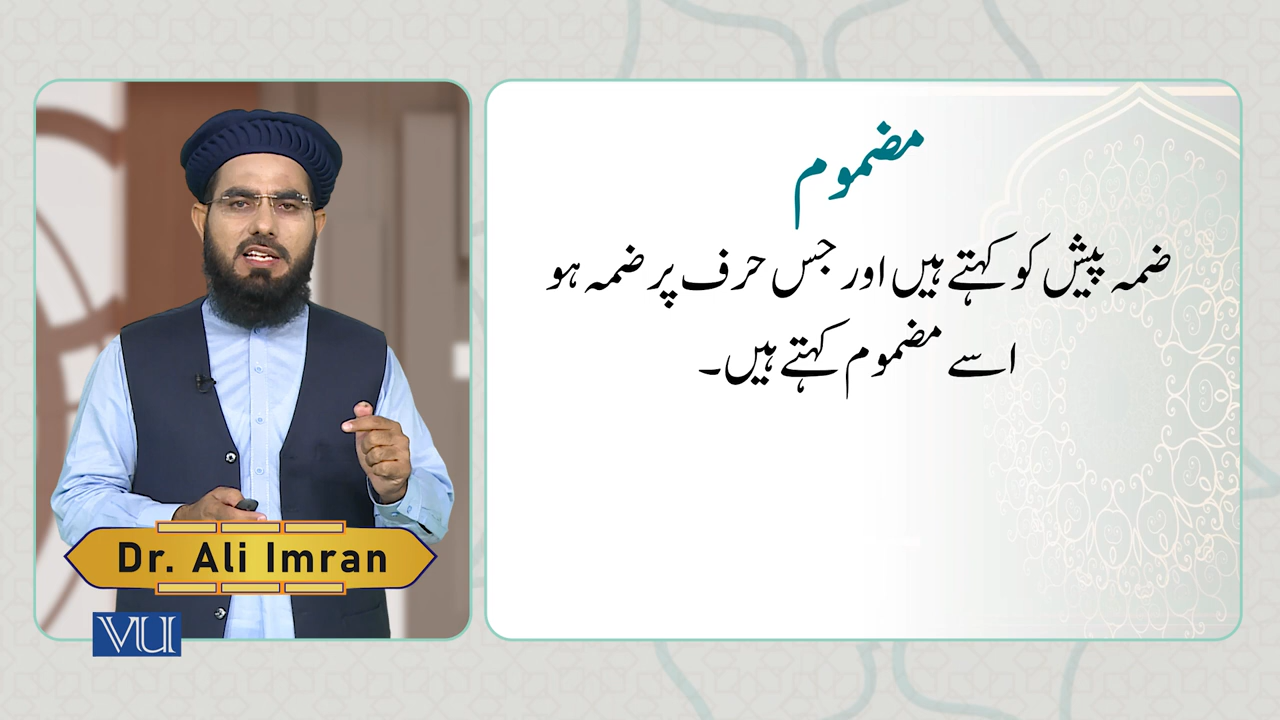 مضموم
ضمہ پیش کو کہتے ہیں اور جس حرف پر ضمہ ہو
اسے مضموم کہتے ہیں۔
Dr. Ali Imran
VU